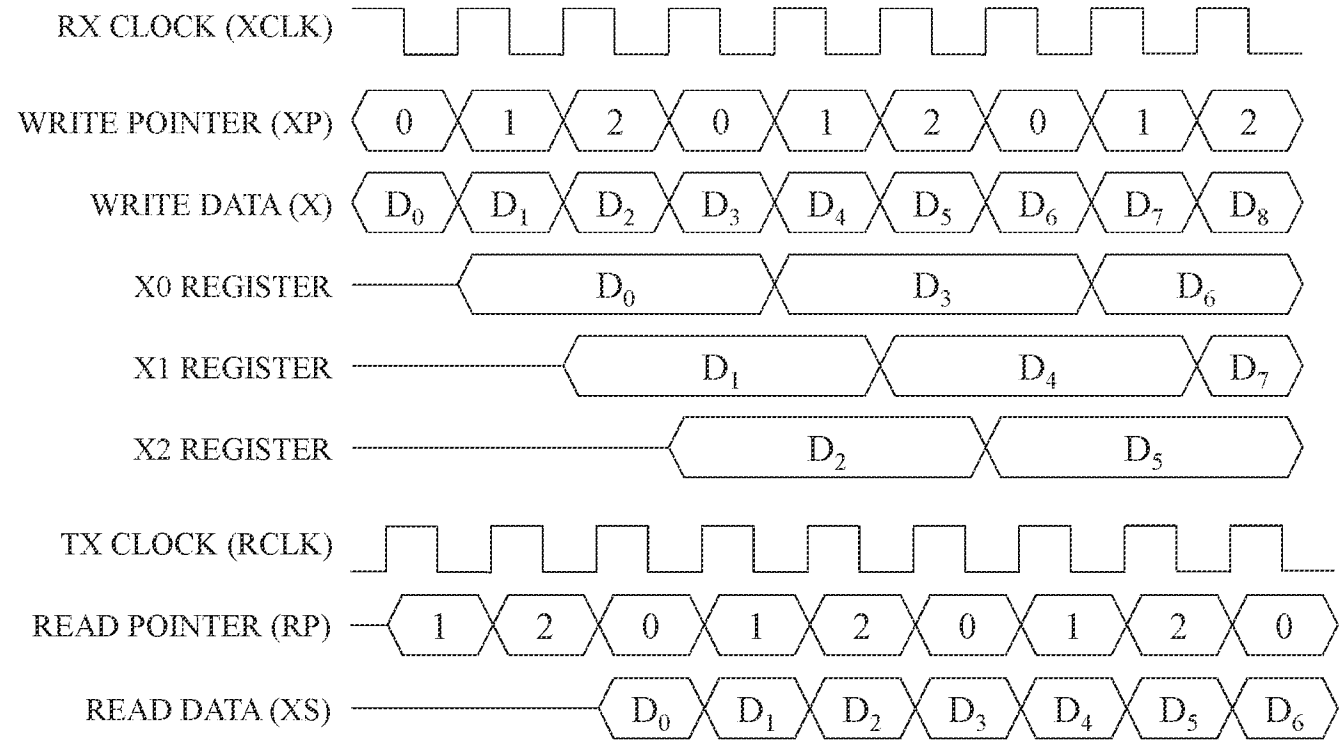 RX CLOCK (XCLK)
WRITE POINTER (XP) 0 1 2 0 1 2 0 1 2
WRITE DATA (X) D0 D1 D2 D3 D4 D5 D6 D7 D8
X0 REGISTER D0 D3 D6
X1 REGISTER D1 D4 D7
X2 REGISTER D2 D5
TX CLOCK (RCLK)
READ POINTER (RP) 1 2 0 1 2 0 1 2 0
READ DATA (XS) D0 D1 D2 D3 D4 D5 D6